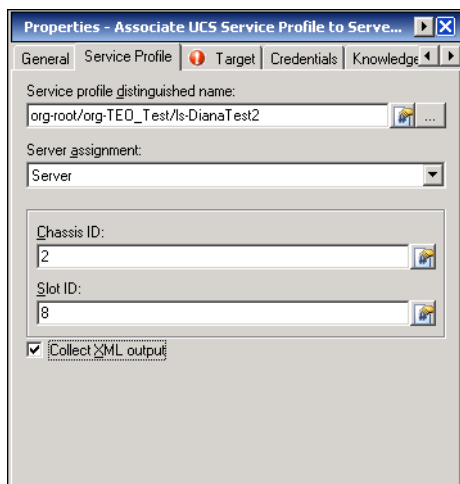 Properties - Associate UCS Service Profile to Serve...
General Service Profile Target Credentials Knowledge
Service profile distinguished name:
org-root/org-TEO_Test/ls-DianaTest2
...
Server assignment:
Server
Chassis ID:
2
Slot ID:
8
Collect XML output